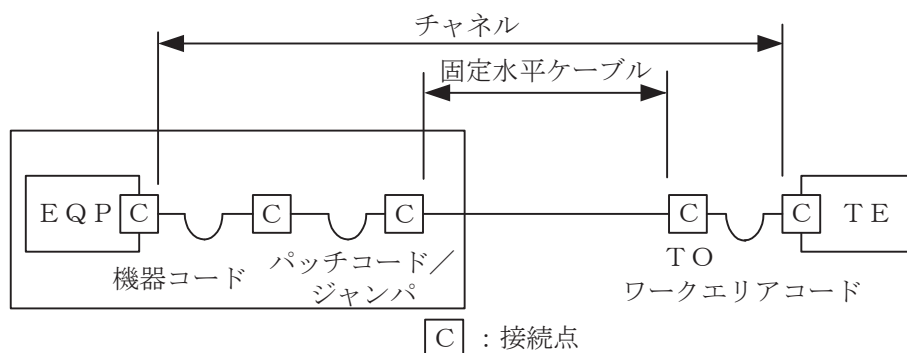 チャネル
固定水平ケーブル
ＥＱＰ C C C C C ＴＥ
ＴＯ
機器コード
パッチコード／
ジャンパ
ワークエリアコード
C ：接続点